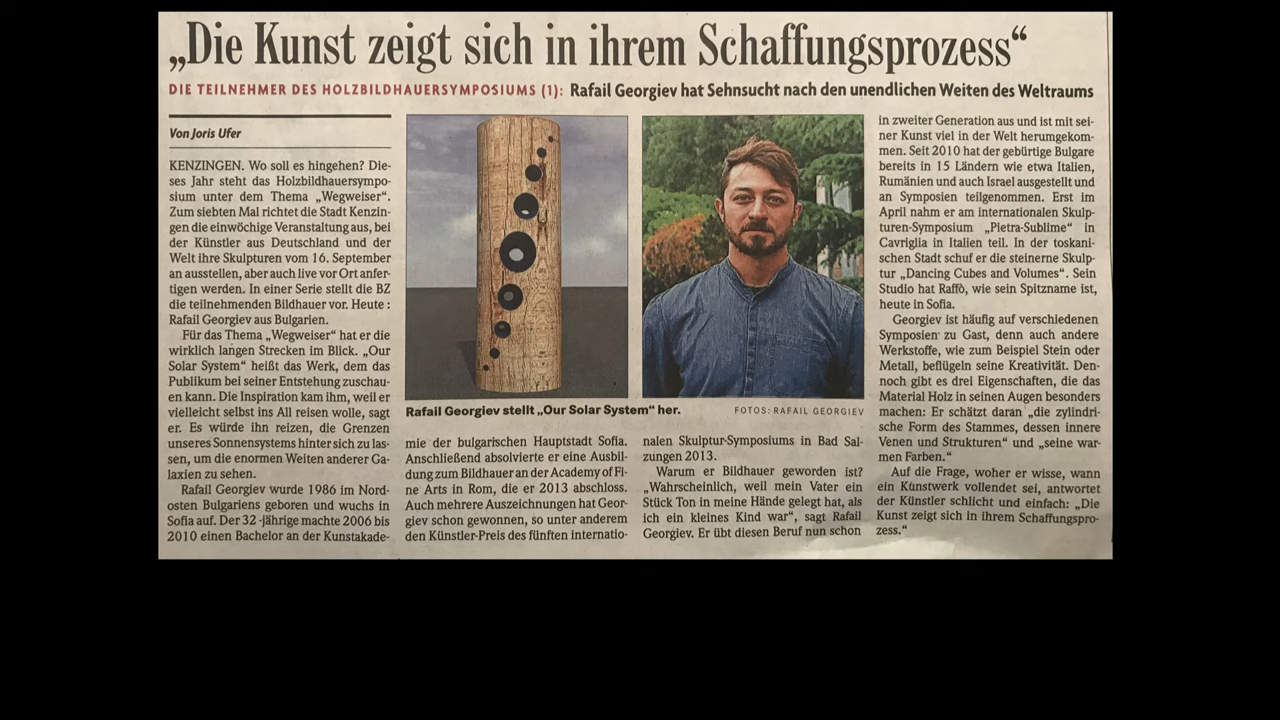 „Die Kunst zeigt sich in ihrem Schaffungsprozess“
DIE TEILNEHMER DES HOLZBILDHAUERSYMPOSIUMS (1): Rafail Georgiev hat Sehnsucht nach den unendlichen Weiten des Weltraums
Von Joris Ufer
KENZINGEN. Wo soll es hingehen? Die-
ses Jahr steht das Holzbildhauersympo-
sium unter dem Thema „Wegweiser“.
Zum siebten Mal richtet die Stadt Kenzin-
gen die einwöchige Veranstaltung aus, bei
der Künstler aus Deutschland und der
Welt ihre Skulpturen vom 16. September
an ausstellen, aber auch live vor Ort anfer-
tigen werden. In einer Serie stellt die BZ
die teilnehmenden Bildhauer vor. Heute :
Rafail Georgiev aus Bulgarien.
Für das Thema „Wegweiser“ hat er die
wirklich langen Strecken im Blick. „Our
Solar System“ heißt das Werk, dem das
Publikum bei seiner Entstehung zuschau-
en kann. Die Inspiration kam ihm, weil er
vielleicht selbst ins All reisen wolle, sagt
er. Es würde ihn reizen, die Grenzen
unseres Sonnensystems hinter sich zu las-
sen, um die enormen Weiten anderer Ga-
laxien zu sehen.
Rafail Georgiev wurde 1986 im Nord-
osten Bulgariens geboren und wuchs in
Sofia auf. Der 32-jährige machte 2006 bis
2010 einen Bachelor an der Kunstakade-
Rafail Georgiev stellt „Our Solar System“ her.
FOTOS: RAFAIL GEORGIEV
mie der bulgarischen Hauptstadt Sofia.
Anschließend absolvierte er eine Ausbil-
dung zum Bildhauer an der Academy of Fi-
ne Arts in Rom, die er 2013 abschloss.
Auch mehrere Auszeichnungen hat Geor-
giev schon gewonnen, so unter anderem
den Künstler-Preis des fünften internatio-
nalen Skulptur-Symposiums in Bad Sal-
zungen 2013.
Warum er Bildhauer geworden ist?
„Wahrscheinlich, weil mein Vater ein
Stück Ton in meine Hände gelegt hat, als
ich ein kleines Kind war“, sagt Rafail
Georgiev. Er übt diesen Beruf nun schon
in zweiter Generation aus und ist mit sei-
ner Kunst viel in der Welt herumgekom-
men. Seit 2010 hat der gebürtige Bulgare
bereits in 15 Ländern wie etwa Italien,
Rumänien und auch Israel ausgestellt und
an Symposien teilgenommen. Erst im
April nahm er am internationalen Skulp-
turen-Symposium „Pietra-Sublime“ in
Cavriglia in Italien teil. In der toskani-
schen Stadt schuf er die steinerne Skulp-
tur „Dancing Cubes and Volumes“. Sein
Studio hat Raffò, wie sein Spitzname ist,
heute in Sofia.
Georgiev ist häufig auf verschiedenen
Symposien zu Gast, denn auch andere
Werkstoffe, wie zum Beispiel Stein oder
Metall, beflügeln seine Kreativität. Den-
noch gibt es drei Eigenschaften, die das
Material Holz in seinen Augen besonders
machen: Er schätzt daran „die zylindri-
sche Form des Stammes, dessen innere
Venen und Strukturen“ und „seine war-
men Farben.“
Auf die Frage, woher er wisse, wann
ein Kunstwerk vollendet sei, antwortet
der Künstler schlicht und einfach: „Die
Kunst zeigt sich in ihrem Schaffungspro-
zess.“